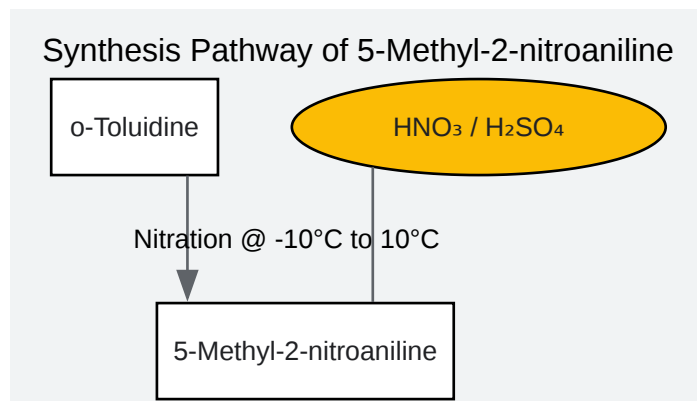 Synthesis Pathway of 5-Methyl-2-nitroaniline
o-Toluidine
HNO₃ / H₂SO₄
Nitration @ -10°C to 10°C
5-Methyl-2-nitroaniline